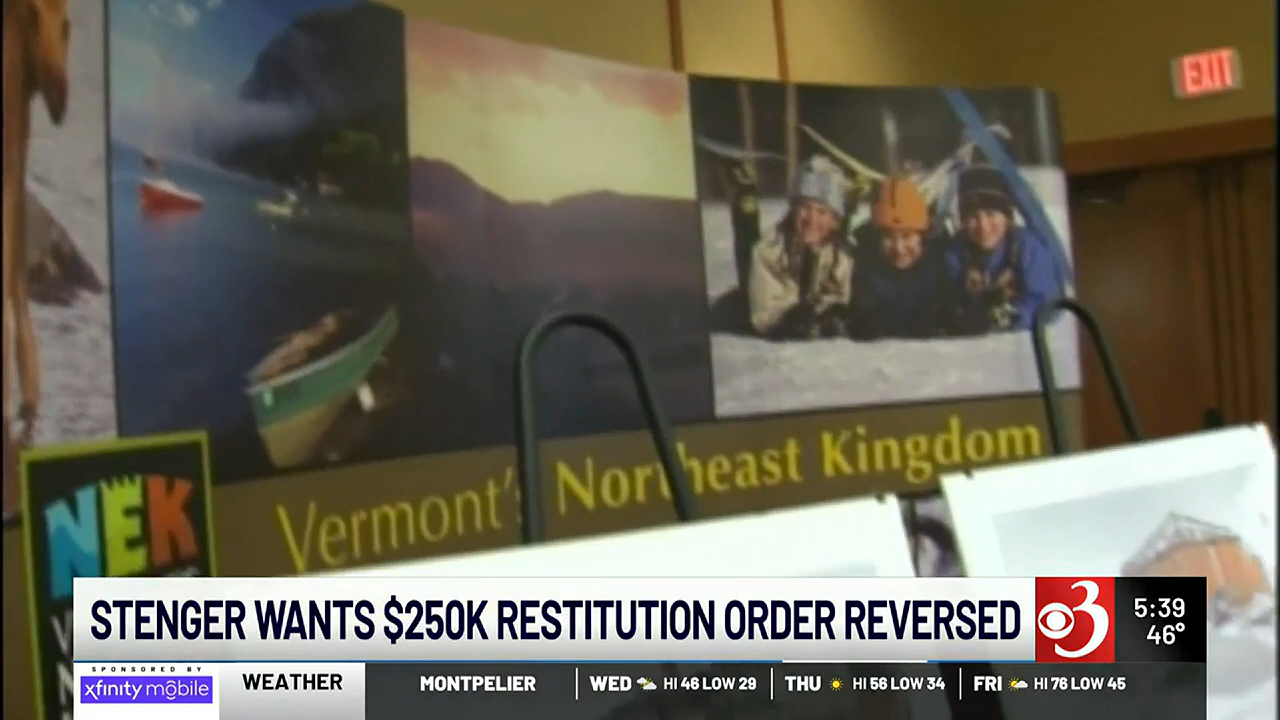 EXIT
Vermont's Northeast Kingdom
NEK
STENGER WANTS $250K RESTITUTION ORDER REVERSED
3
5:39
46°
SPONSORED BY
xfinity mobile
WEATHER
MONTPELIER
WED HI 46 LOW 29
THU HI 56 LOW 34
FRI HI 76 LOW 45